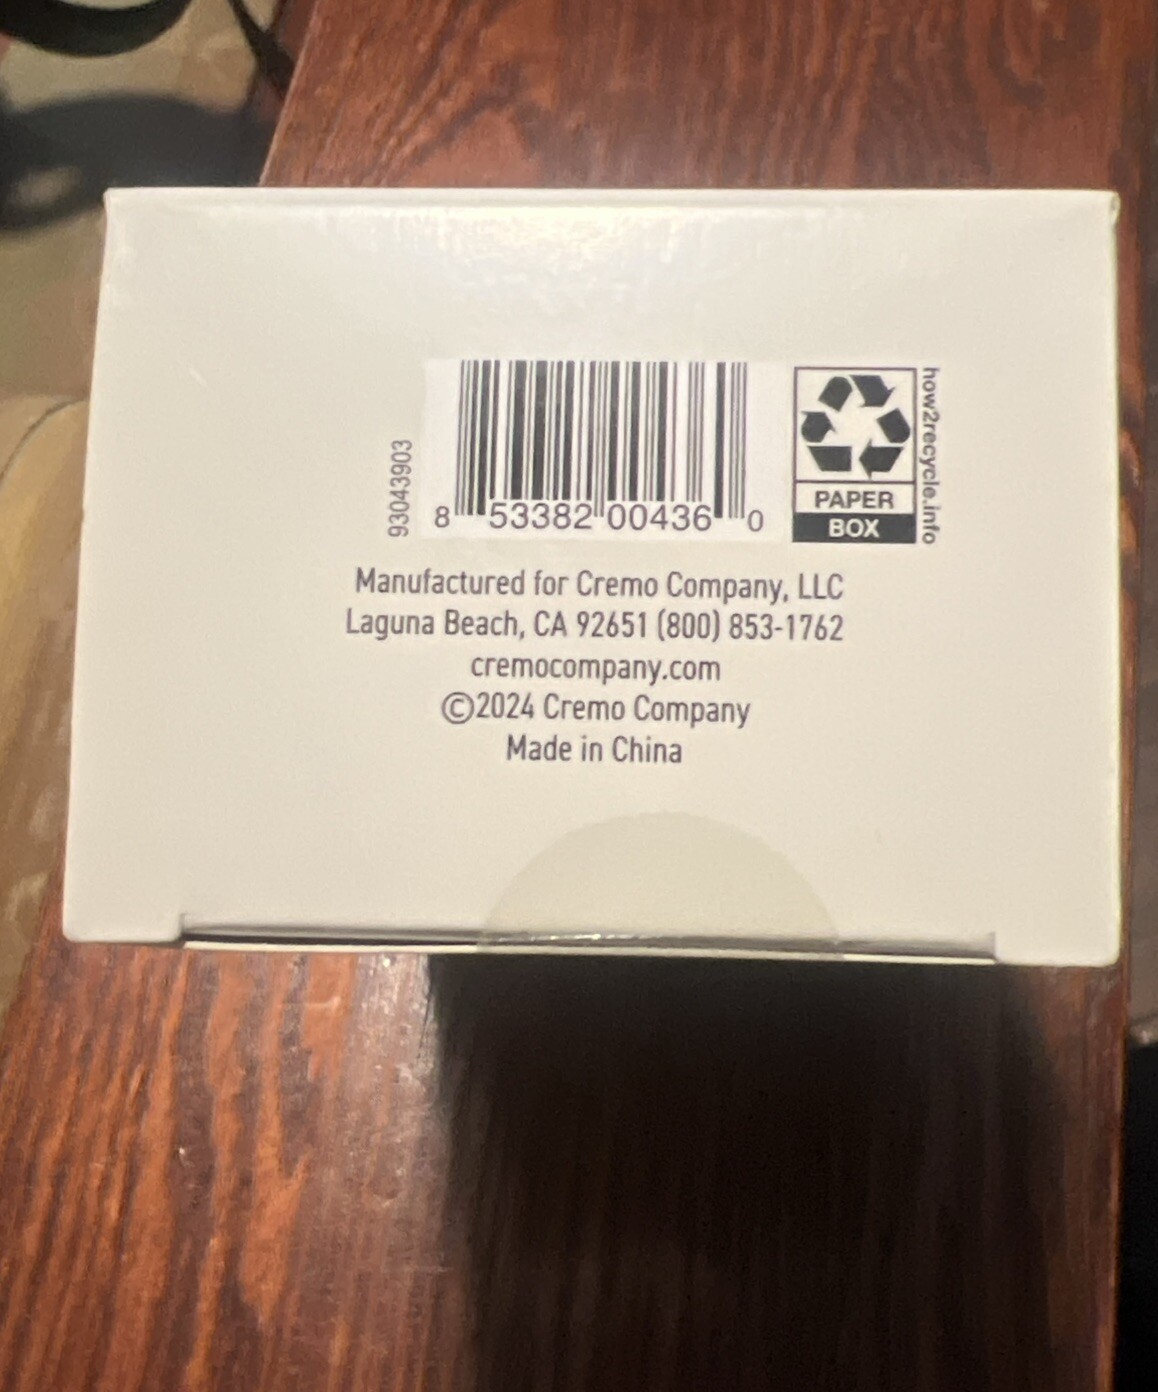 93043903
8 53382 00436 0
PAPER
BOX
how2recycle.info
Manufactured for Cremo Company, LLC
Laguna Beach, CA 92651 (800) 853-1762
cremocompany.com
©2024 Cremo Company
Made in China